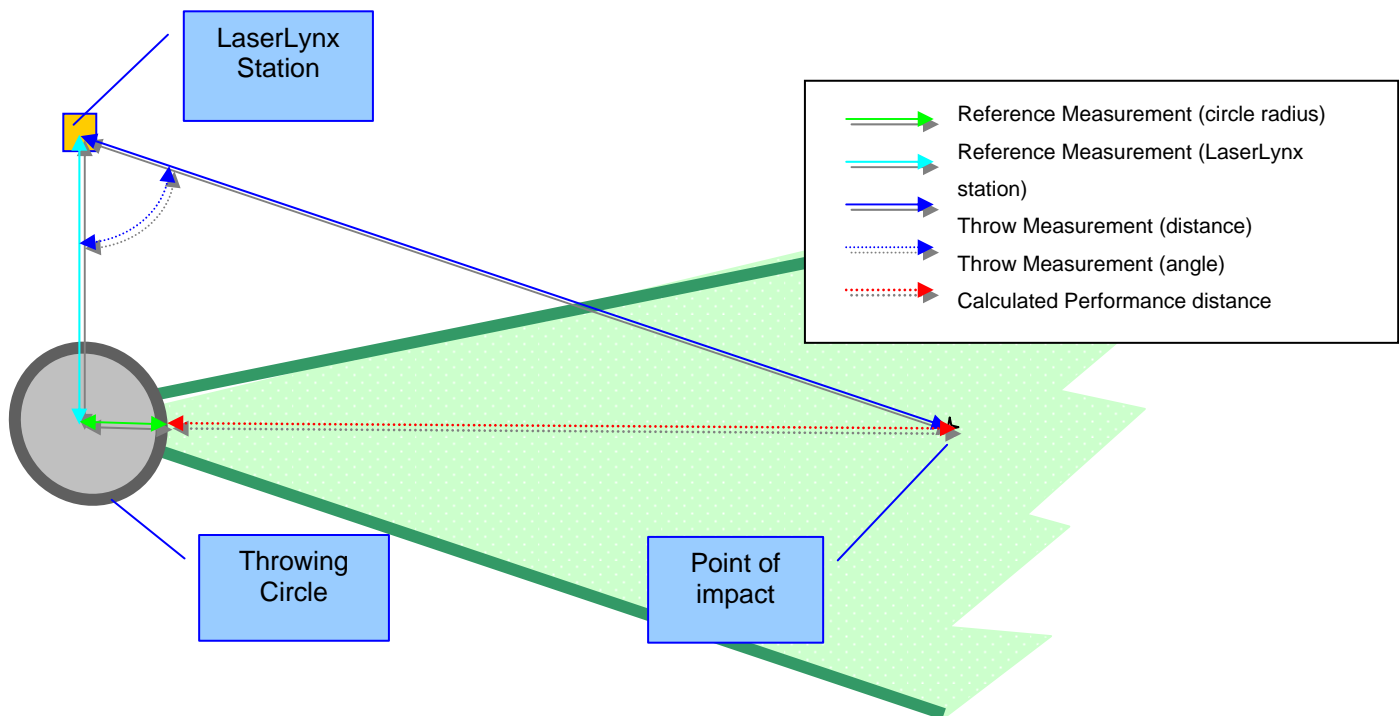 LaserLynx
Station
Reference Measurement (circle radius)
Reference Measurement (LaserLynx
station)
Throw Measurement (distance)
Throw Measurement (angle)
Calculated Performance distance
Throwing
Circle
Point of
impact